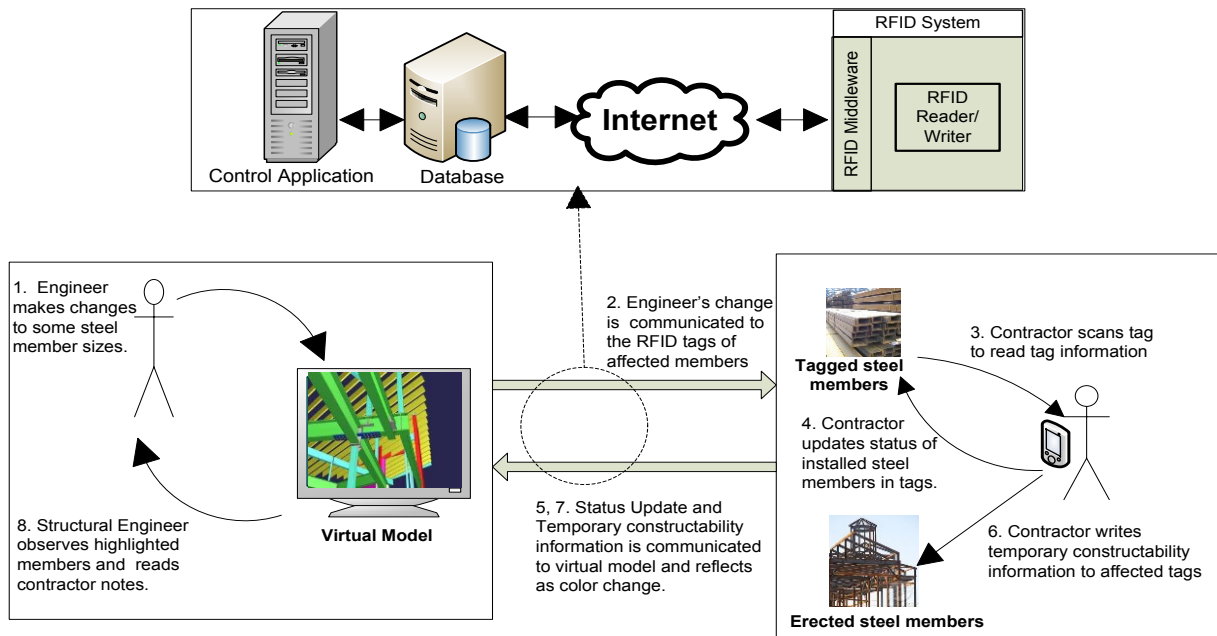 RFID System
RFID Middleware
RFID
Reader/
Writer
Internet
Control Application
Database
1. Engineer
makes changes
to some steel
member sizes.
2. Engineer's change
is communicated to
the RFID tags of
affected members
3. Contractor scans tag
to read tag information
Tagged steel
members
4. Contractor
updates status of
installed steel
members in tags.
5, 7. Status Update and
Temporary constructability
information is communicated
to virtual model and reflects
as color change.
Virtual Model
8. Structural Engineer
observes highlighted
members and reads
contractor notes.
6. Contractor writes
temporary constructability
information to affected tags
Erected steel members